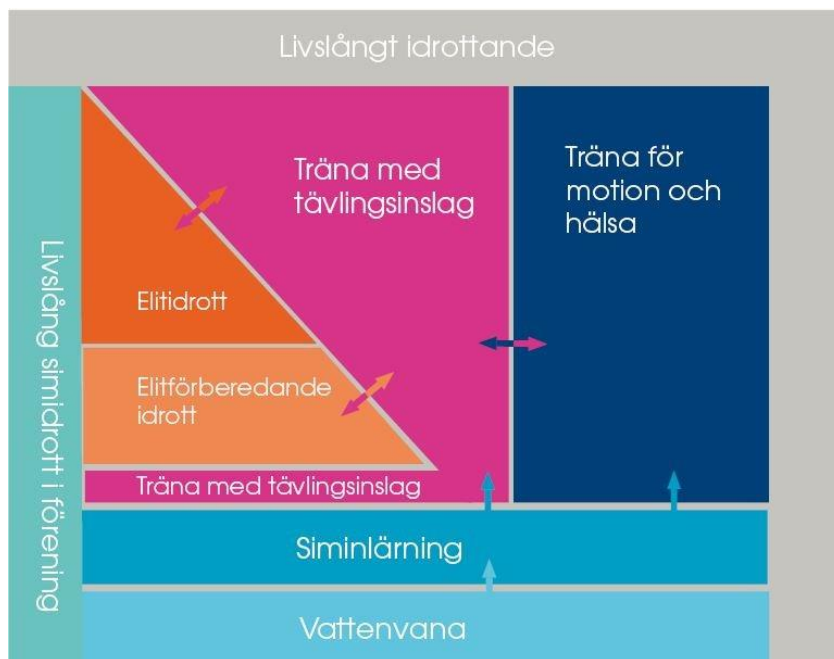 Livslångt idrottande
Träna med
tävlingsinslag
Träna för
motion och
hälsa
Livslång simidrott i förening
Elitidrott
Elitförberedande
idrott
Träna med tävlingsinslag
Siminlärning
Vattenvana